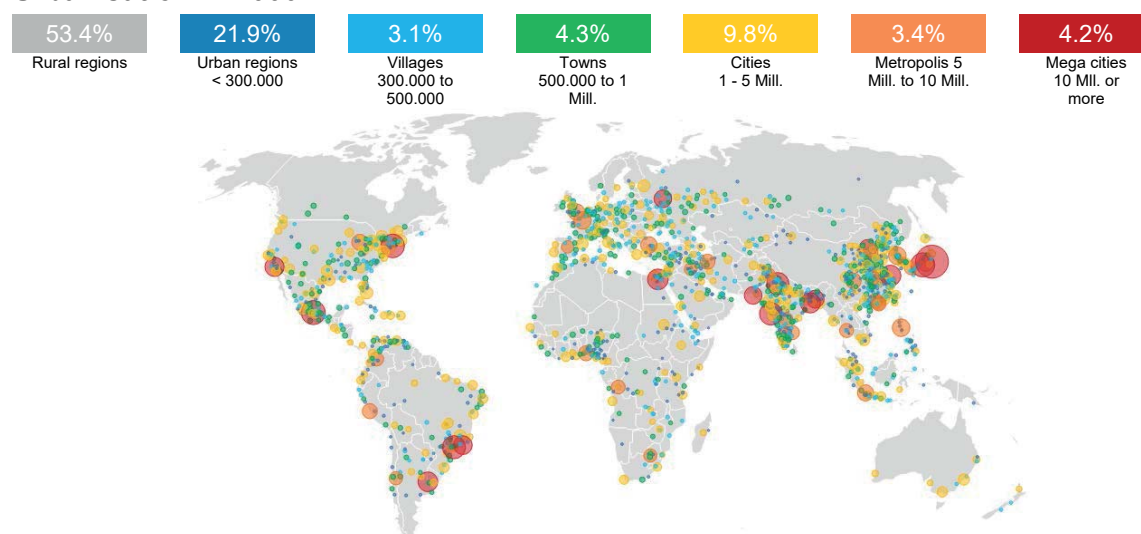 53.4%
21.9%
3.1%
4.3%
9.8%
3.4%
4.2%
Rural regions
Urban regions
< 300.000
Villages
300.000 to
500.000
Towns
500.000 to 1
Mill.
Cities
1 - 5 Mill.
Metropolis 5
Mill. to 10 Mill.
Mega cities
10 Mll. or
more